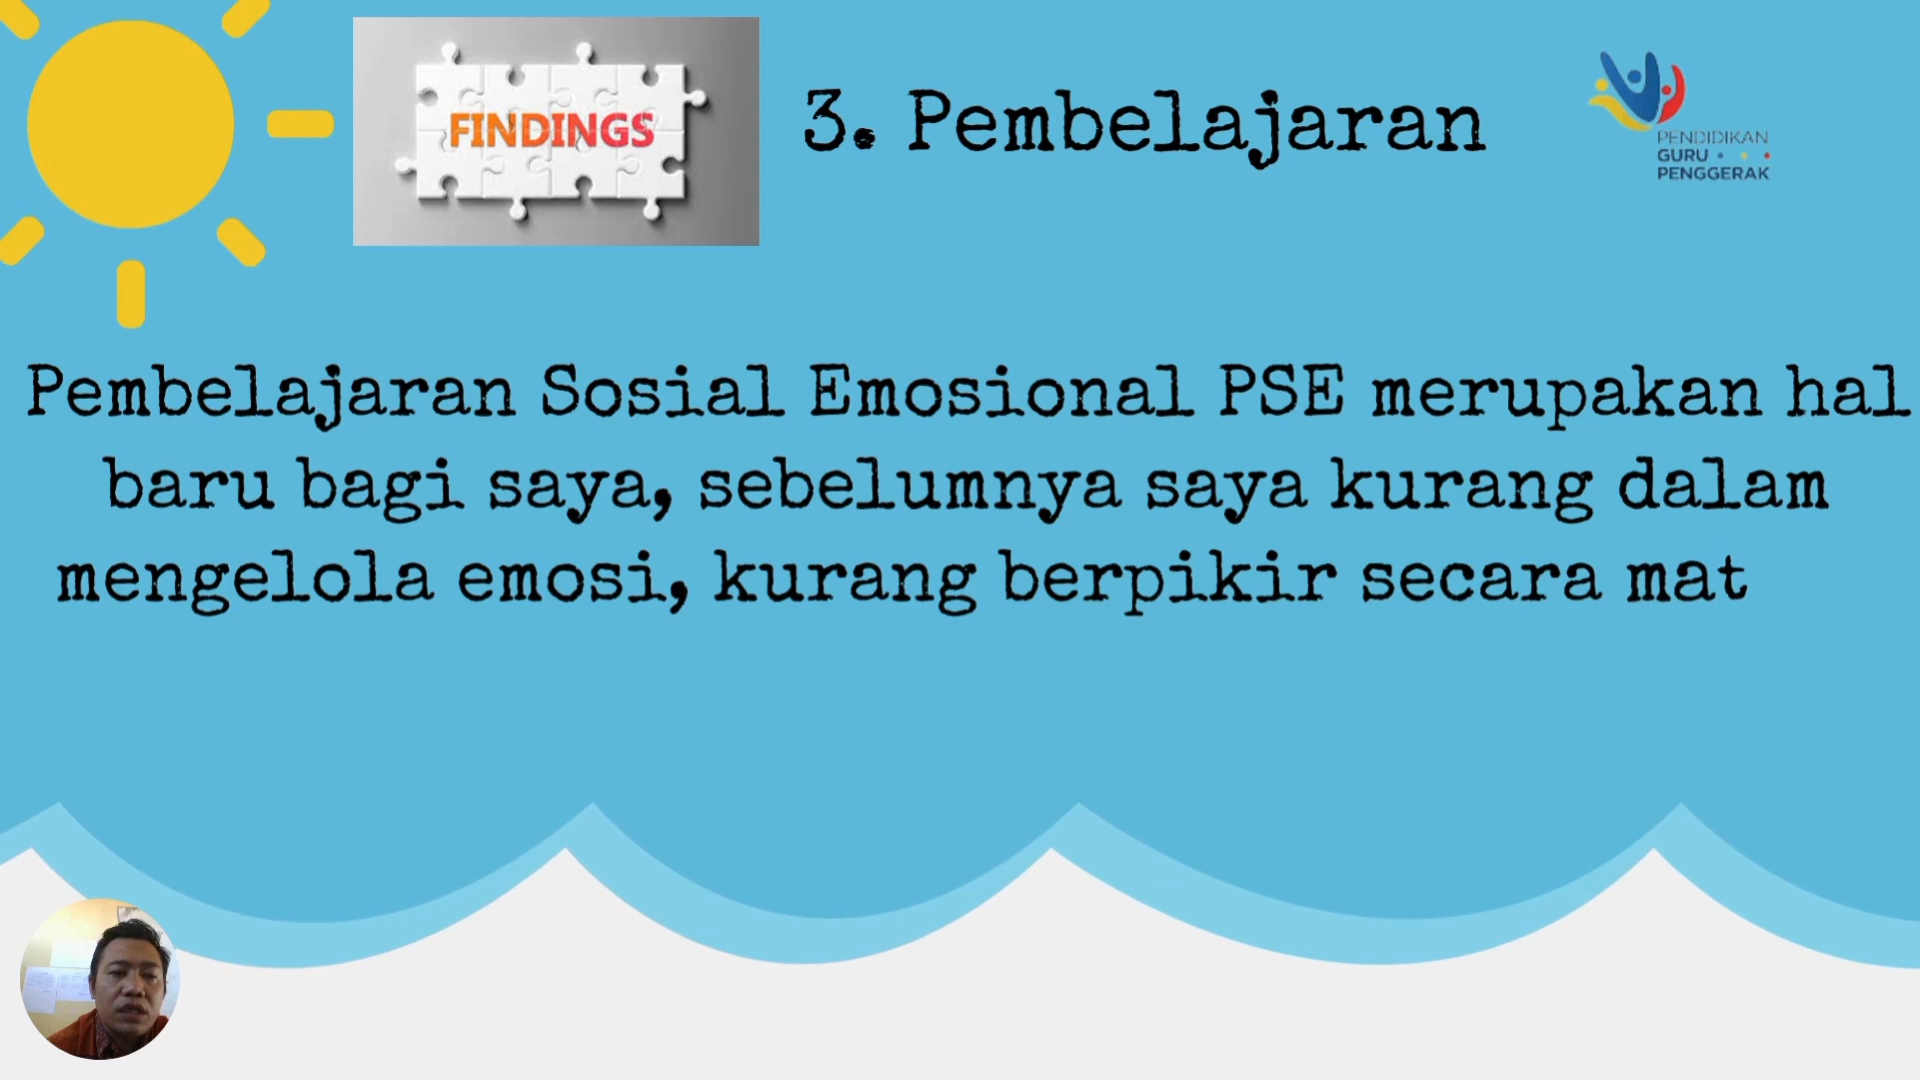 FINDINGS
3. Pembelajaran
PENDIDIKAN
GURU
PENGGERAK
Pembelajaran Sosial Emosional PSE merupakan hal
baru bagi saya, sebelumnya saya kurang dalam
mengelola emosi, kurang berpikir secara mat